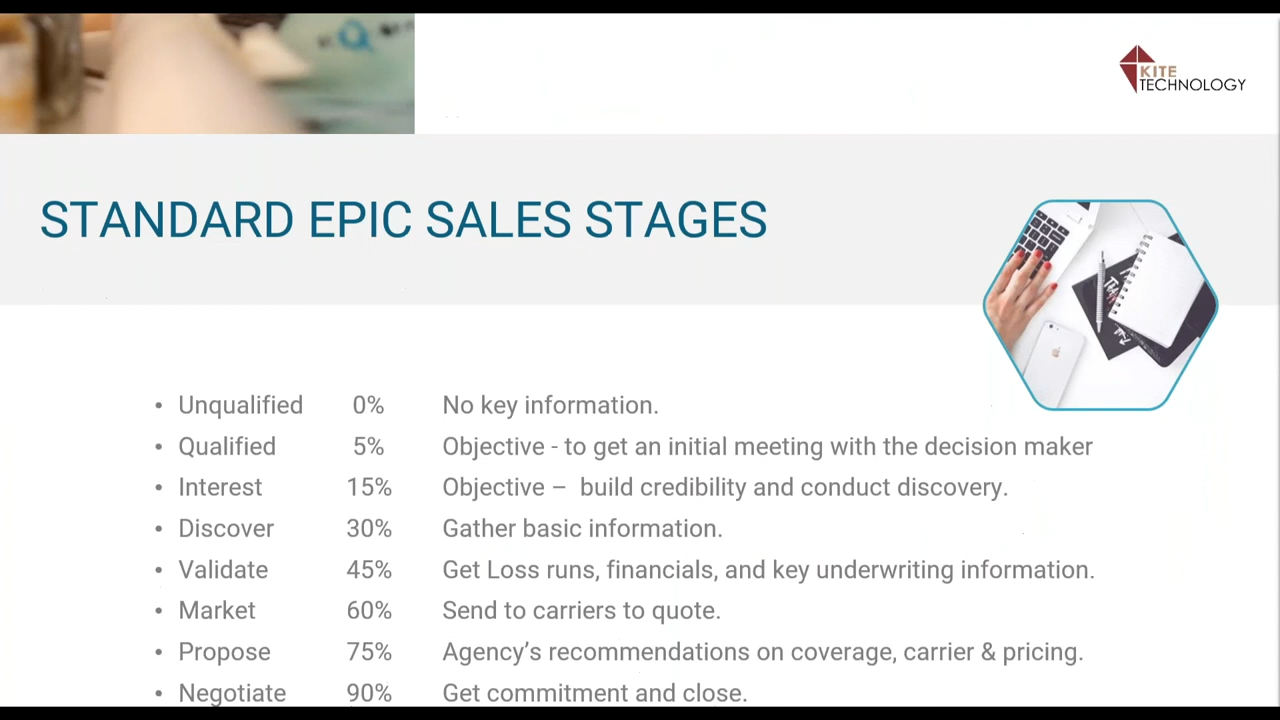 KITE
TECHNOLOGY
STANDARD EPIC SALES STAGES
• Unqualified 0% No key information.
• Qualified 5% Objective - to get an initial meeting with the decision maker
• Interest 15% Objective – build credibility and conduct discovery.
• Discover 30% Gather basic information.
• Validate 45% Get Loss runs, financials, and key underwriting information.
• Market 60% Send to carriers to quote.
• Propose 75% Agency’s recommendations on coverage, carrier & pricing.
• Negotiate 90% Get commitment and close.